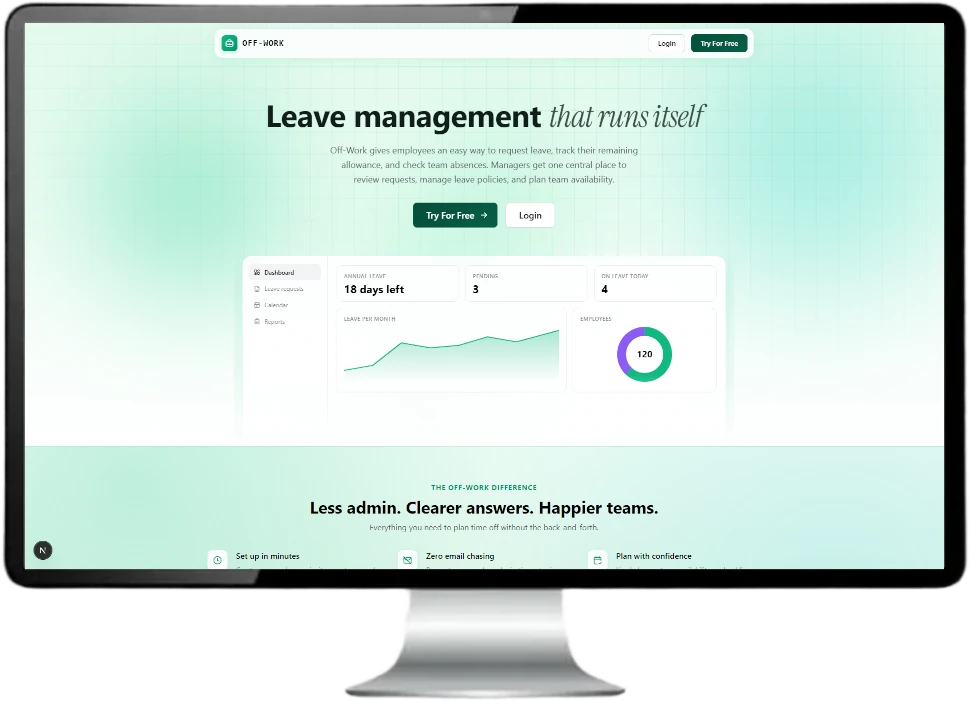 OFF-WORK
Login
Try For Free
Leave management that runs itself
Off-Work gives employees an easy way to request leave, track their remaining
allowance, and check team absences. Managers get one central place to
review requests, manage leave policies, and plan team availability.
Try For Free →
Login
Dashboard
Leave requests
Calendar
Reports
ANNUAL LEAVE
18 days left
PENDING
3
ON LEAVE TODAY
4
LEAVE PER MONTH
EMPLOYEES
120
THE OFF-WORK DIFFERENCE
Less admin. Clearer answers. Happier teams.
Everything you need to plan time off without the back-and-forth.
N
Set up in minutes
Zero email chasing
Plan with confidence